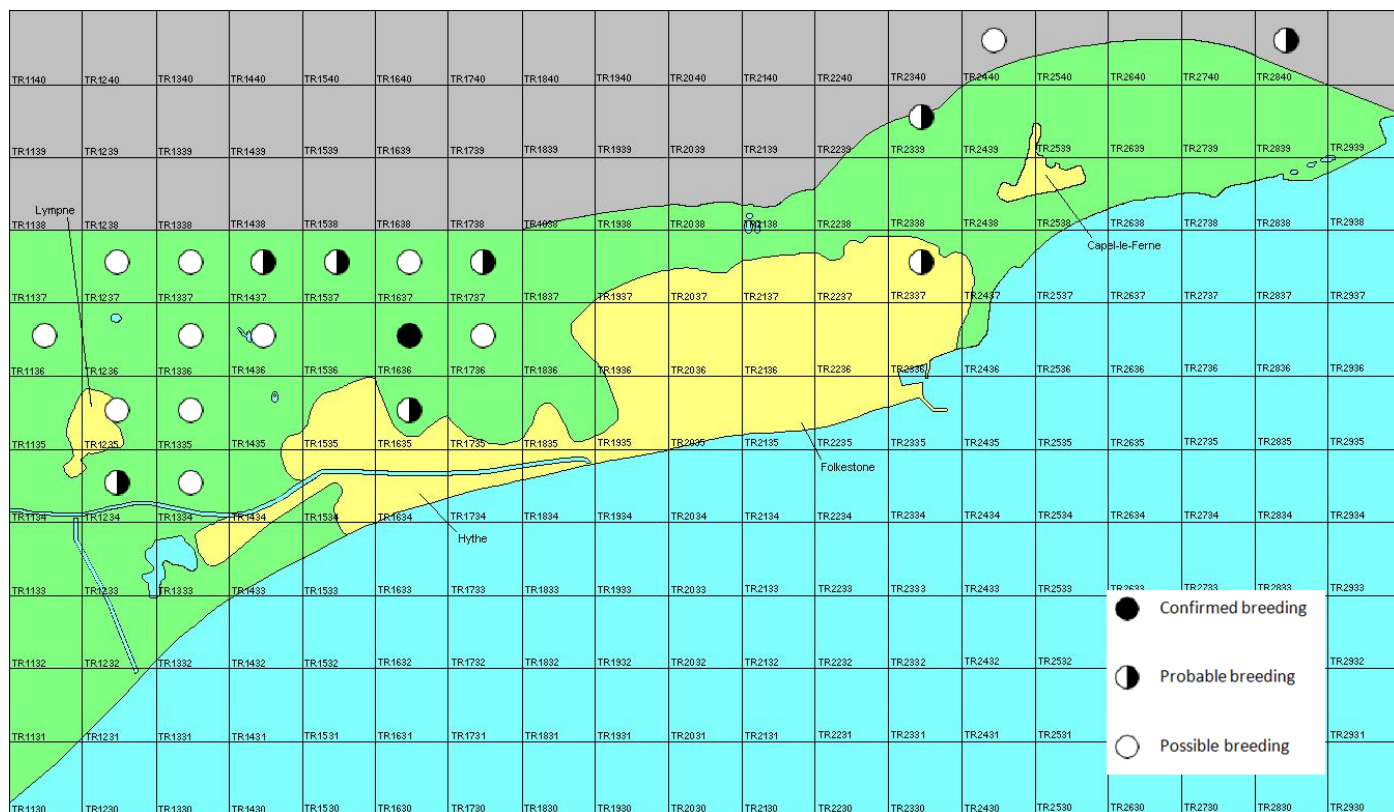 TR1140 TR1240 TR1340 TR1440 TR1540 TR1640 TR1740 TR1840 TR1940 TR2040 TR2140 TR2240 TR2340 TR2440 TR2540 TR2640 TR2740 TR2840
TR1139 TR1239 TR1339 TR1439 TR1539 TR1639 TR1739 TR1839 TR1939 TR2039 TR2139 TR2239 TR2339 TR2439 TR2539 TR2639 TR2739 TR2839 TR2939
Lympne
TR1138 TR1238 TR1338 TR1438 TR1538 TR1638 TR1738 TR1838 TR1938 TR2038 TR2138 TR2238 TR2338 TR2438 TR2538 TR2638 TR2738 TR2838 TR2938
Capel-le-Ferne
TR1137 TR1237 TR1337 TR1437 TR1537 TR1637 TR1737 TR1837 TR1937 TR2037 TR2137 TR2237 TR2337 TR2437 TR2537 TR2637 TR2737 TR2837 TR2937
TR1136 TR1236 TR1336 TR1436 TR1536 TR1636 TR1736 TR1836 TR1936 TR2036 TR2136 TR2236 TR2336 TR2436 TR2536 TR2636 TR2736 TR2836 TR2936
TR1135 TR1235 TR1335 TR1435 TR1535 TR1635 TR1735 TR1835 TR1935 TR2035 TR2135 TR2235 TR2335 TR2435 TR2535 TR2635 TR2735 TR2835 TR2935
Folkestone
TR1134 TR1234 TR1334 TR1434 TR1534 TR1634 TR1734 TR1834 TR1934 TR2034 TR2134 TR2234 TR2334 TR2434 TR2534 TR2634 TR2734 TR2834 TR2934
Hythe
TR1133 TR1233 TR1333 TR1433 TR1533 TR1633 TR1733 TR1833 TR1933 TR2033 TR2133 TR2233 TR2333 TR2433 TR2533 TR2633 TR2733 TR2833 TR2933
Confirmed breeding
TR1132 TR1232 TR1332 TR1432 TR1532 TR1632 TR1732 TR1832 TR1932 TR2032 TR2132 TR2232 TR2332 TR2432 TR2532 TR2932
Probable breeding
TR1131 TR1231 TR1331 TR1431 TR1531 TR1631 TR1731 TR1831 TR1931 TR2031 TR2131 TR2231 TR2331 TR2431 TR2531 TR2931
Possible breeding
TR1130 TR1230 TR1330 TR1430 TR1530 TR1630 TR1730 TR1830 TR1930 TR2030 TR2130 TR2230 TR2330 TR2430 TR2530 TR2630 TR2730 TR2830 TR2930